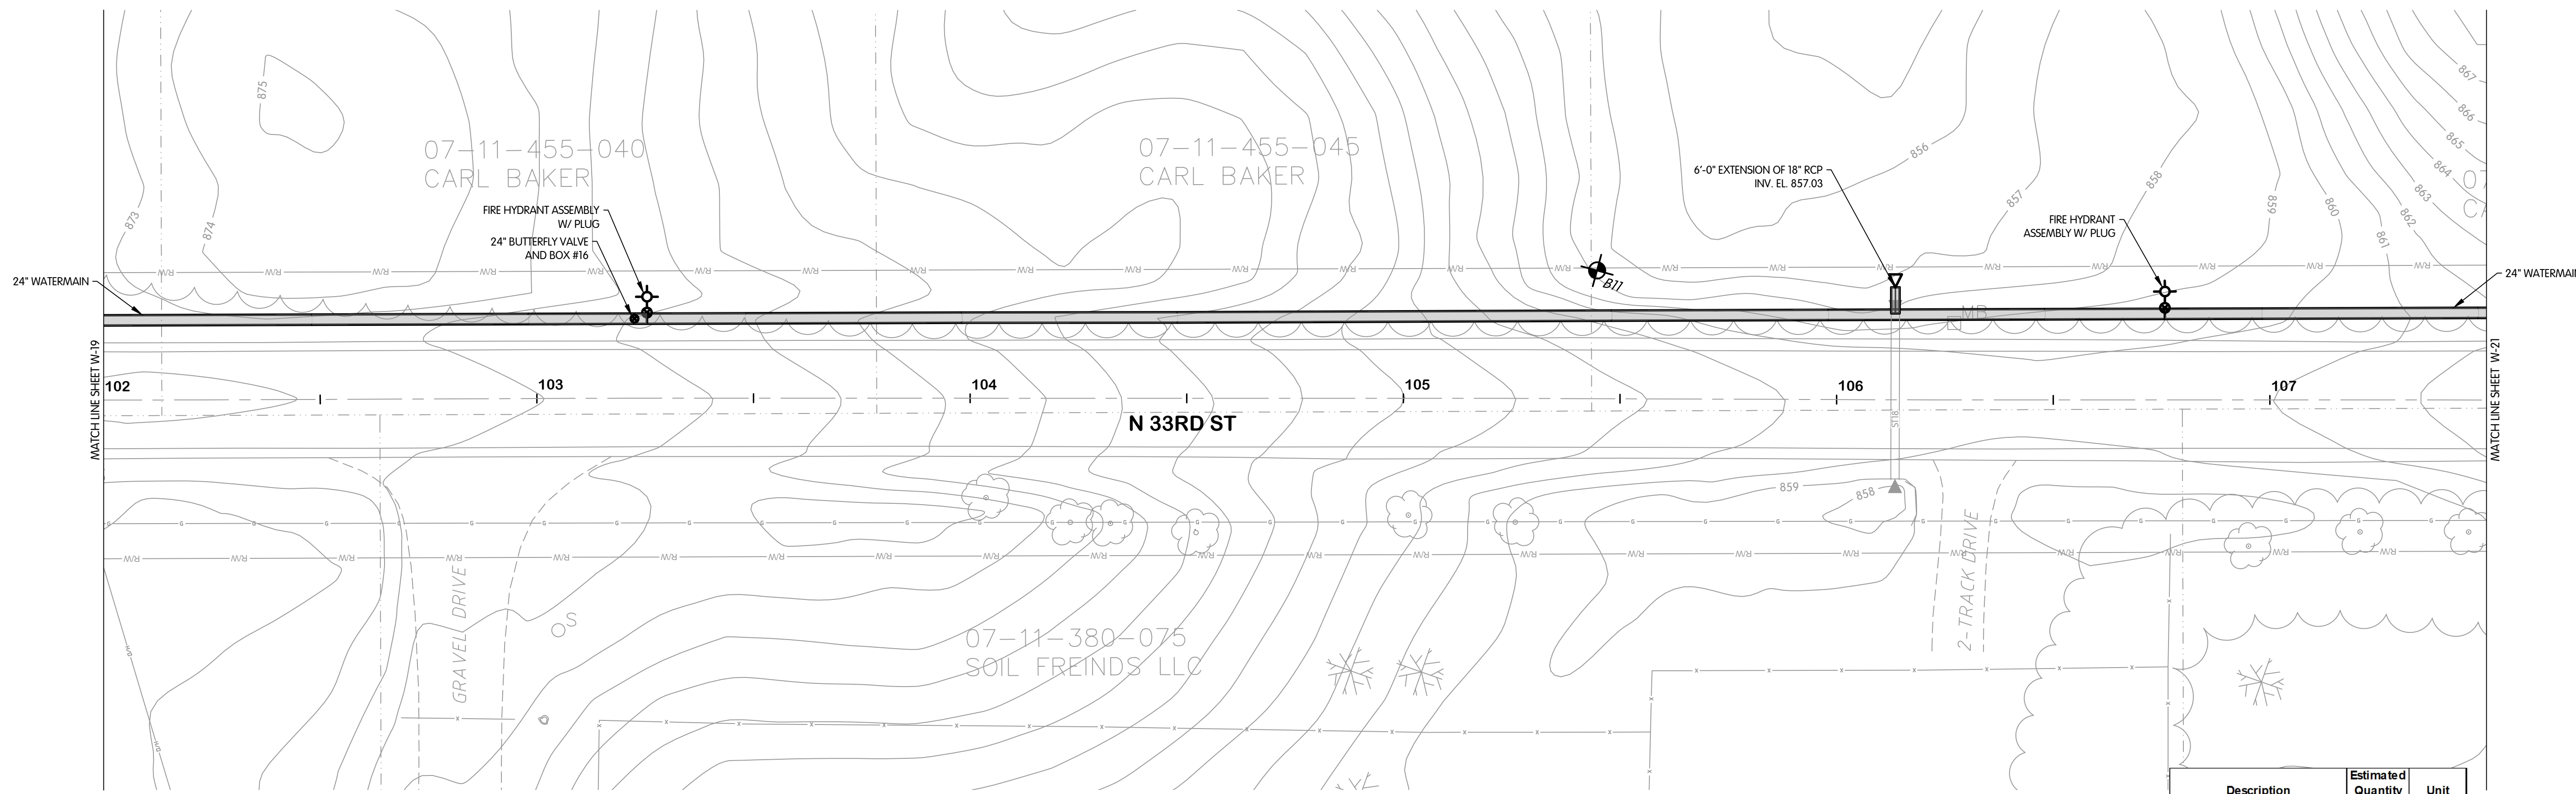 875
867
866
865
864
863
862
861
860
859
858
857
856
873
874
07-11-455-040
CARL BAKER
07-11-455-045
CARL BAKER
6'-0" EXTENSION OF 18" RCP
INV. EL. 857.03
FIRE HYDRANT ASSEMBLY
W/ PLUG
24" BUTTERFLY VALVE
AND BOX #16
FIRE HYDRANT
ASSEMBLY W/ PLUG
24" WATERMAIN
24" WATERMAIN
R/W R/W R/W R/W R/W R/W R/W R/W R/W R/W R/W R/W R/W R/W R/W R/W R/W R/W R/W R/W R/W R/W
B11
MB
MATCH LINE SHEET W-19
102
103
104
105
106
107
MATCH LINE SHEET W-21
N 33RD ST
ST18
859
858
G G G G G G G G G G G G G G G G G G G G G G G G G G G G G G G G G
R/W R/W R/W R/W R/W R/W R/W R/W R/W R/W R/W R/W R/W R/W R/W R/W R/W R/W R/W R/W R/W R/W
GRAVEL DRIVE
S
2-TRACK DRIVE
07-11-380-075
SOIL FREINDS LLC
Estimated
Description Quantity Unit